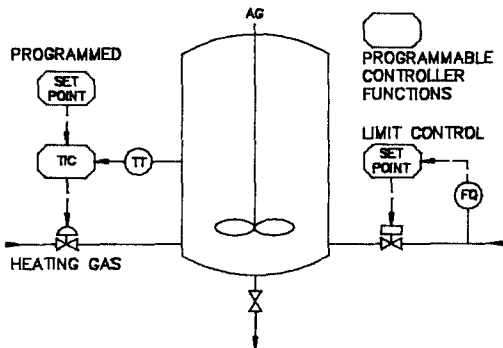 AG
PROGRAMMED
SET
POINT
TIC
TT
HEATING GAS
PROGRAMMABLE
CONTROLLER
FUNCTIONS
LIMIT CONTROL
SET
POINT
FQ